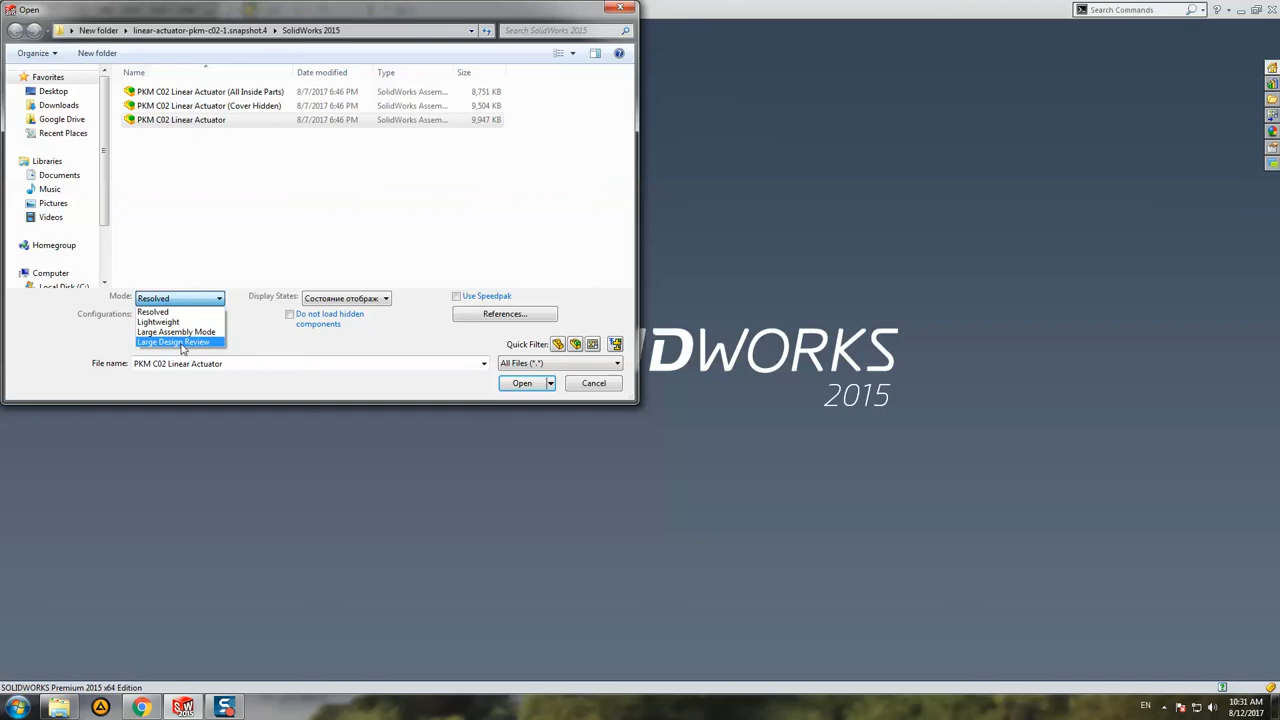 Open
Search Commands
New folder
linear-actuator-pkm-c02-1.snapshot.4
SolidWorks 2015
Search SolidWorks 2015
Organize
New folder
Favorites
Desktop
Downloads
Google Drive
Recent Places
Libraries
Documents
Music
Pictures
Videos
Homegroup
Computer
Name Date modified Type Size
PKM C02 Linear Actuator (All Inside Parts) 8/7/2017 6:46 PM SolidWorks Assem... 8,751 KB
PKM C02 Linear Actuator (Cover Hidden) 8/7/2017 6:46 PM SolidWorks Assem... 9,504 KB
PKM C02 Linear Actuator 8/7/2017 6:46 PM SolidWorks Assem... 9,947 KB
Mode: Resolved
Resolved
Lightweight
Large Assembly Mode
Large Design Review
Configurations:
Display States: Состояние отображ
Do not load hidden
components
Use Speedpak
References...
Quick Filter:
File name: PKM C02 Linear Actuator
All Files (*.*)
Open
Cancel
IDWORKS
2015
SOLIDWORKS Premium 2015 x64 Edition
EN
10:31 AM
8/12/2017